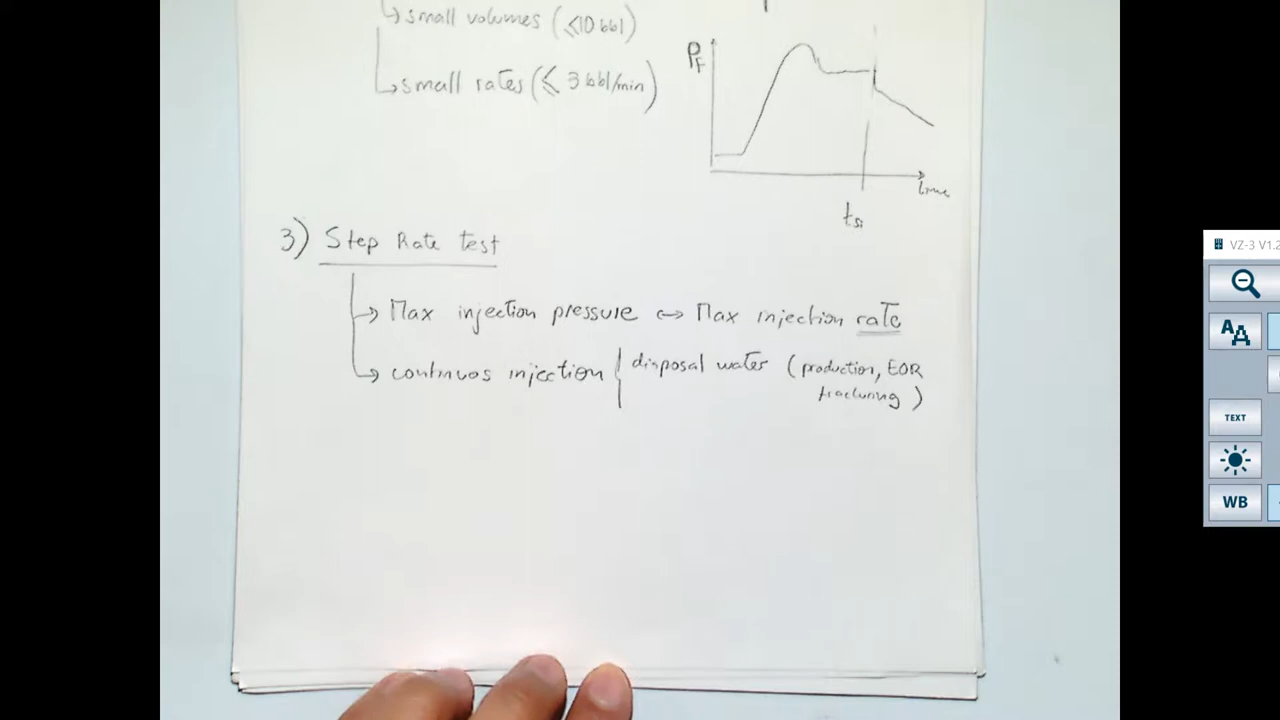 ↳ small volumes (≤10 bbl)
↳ small rates (≤ 3 bbl/min)
PF
time
tsi
3) Step Rate test
→ Max injection pressure ↔ Max injection rate
→ continuos injection { disposal water (production, EOR
fracturing)
VZ-3 V1.2
AA
TEXT
WB